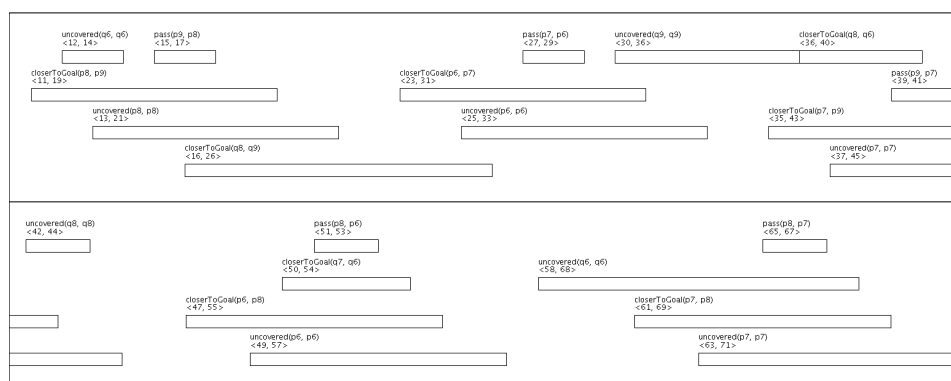 uncovered(q6, q6)
<12, 14>
pass(p9, p8)
<15, 17>
pass(p7, p6)
<27, 29>
uncovered(q9, q9)
<30, 36>
closerToGoal(q8, q6)
<36, 40>
closerToGoal(p8, p9)
<11, 19>
closerToGoal(p6, p7)
<23, 31>
pass(p9, p7)
<39, 41>
uncovered(p8, p8)
<13, 21>
uncovered(p6, p6)
<25, 33>
closerToGoal(p7, p9)
<35, 43>
closerToGoal(q8, q9)
<16, 26>
uncovered(p7, p7)
<37, 45>
uncovered(q8, q8)
<42, 44>
pass(p8, p6)
<51, 53>
pass(p8, p7)
<65, 67>
closerToGoal(q7, q6)
<50, 54>
uncovered(q6, q6)
<58, 68>
closerToGoal(p6, p8)
<47, 55>
closerToGoal(p7, p8)
<61, 69>
uncovered(p6, p6)
<49, 57>
uncovered(p7, p7)
<63, 71>